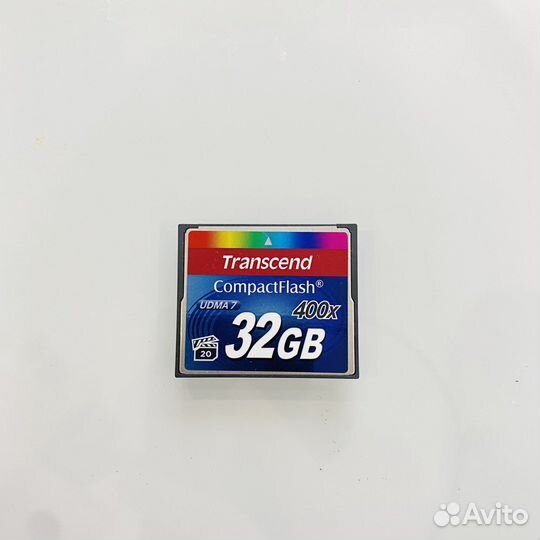 Transcend
CompactFlash®
UDMA 7
400x
20
32GB
Avito